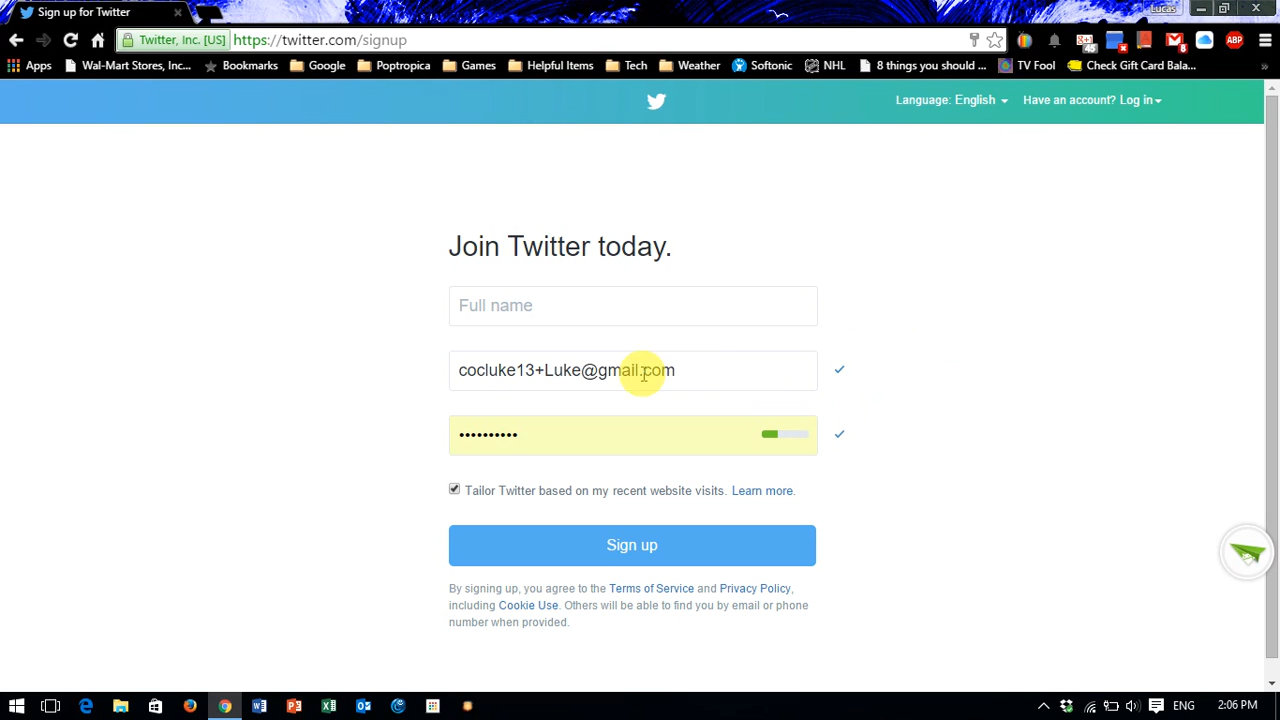 Sign up for Twitter
Lucas
Twitter, Inc. [US] https://twitter.com/signup
45 8 ABP
Apps Wal-Mart Stores, Inc... Bookmarks Google Poptropica Games Helpful Items Tech Weather Softonic NHL 8 things you should ... TV Fool Check Gift Card Bala... »
Language: English Have an account? Log in
Join Twitter today.
Full name
cocluke13+Luke@gmail.com
••••••••••
Tailor Twitter based on my recent website visits. Learn more.
Sign up
By signing up, you agree to the Terms of Service and Privacy Policy,
including Cookie Use. Others will be able to find you by email or phone
number when provided.
ENG 2:06 PM